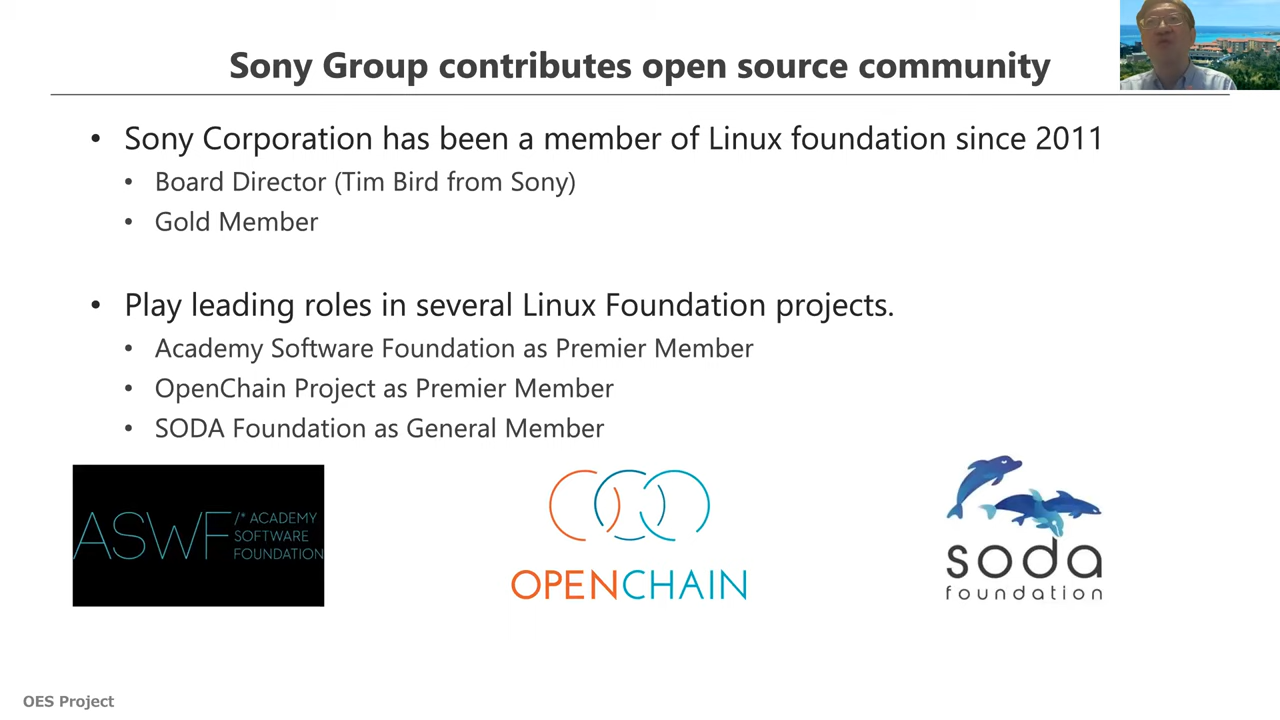 Sony Group contributes open source community
• Sony Corporation has been a member of Linux foundation since 2011
• Board Director (Tim Bird from Sony)
• Gold Member
• Play leading roles in several Linux Foundation projects.
• Academy Software Foundation as Premier Member
• OpenChain Project as Premier Member
• SODA Foundation as General Member
ASWF /* ACADEMY
SOFTWARE
FOUNDATION
OPENCHAIN
soda
foundation
OES Project